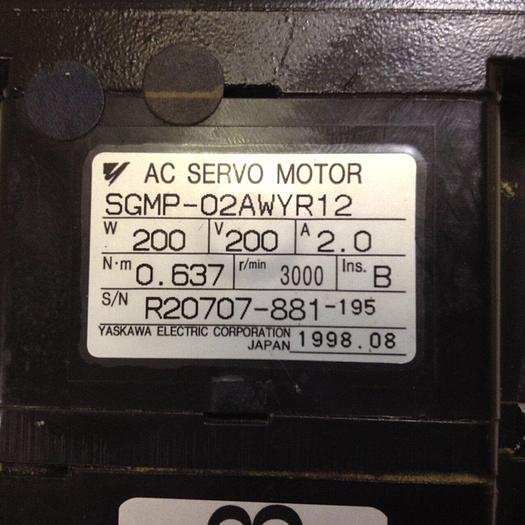 AC SERVO MOTOR
SGMP-02AWYR12
W 200 V 200 A 2.0
N·m 0.637 r/min 3000 Ins. B
S/N R20707-881-195
YASKAWA ELECTRIC CORPORATION
JAPAN 1998.08